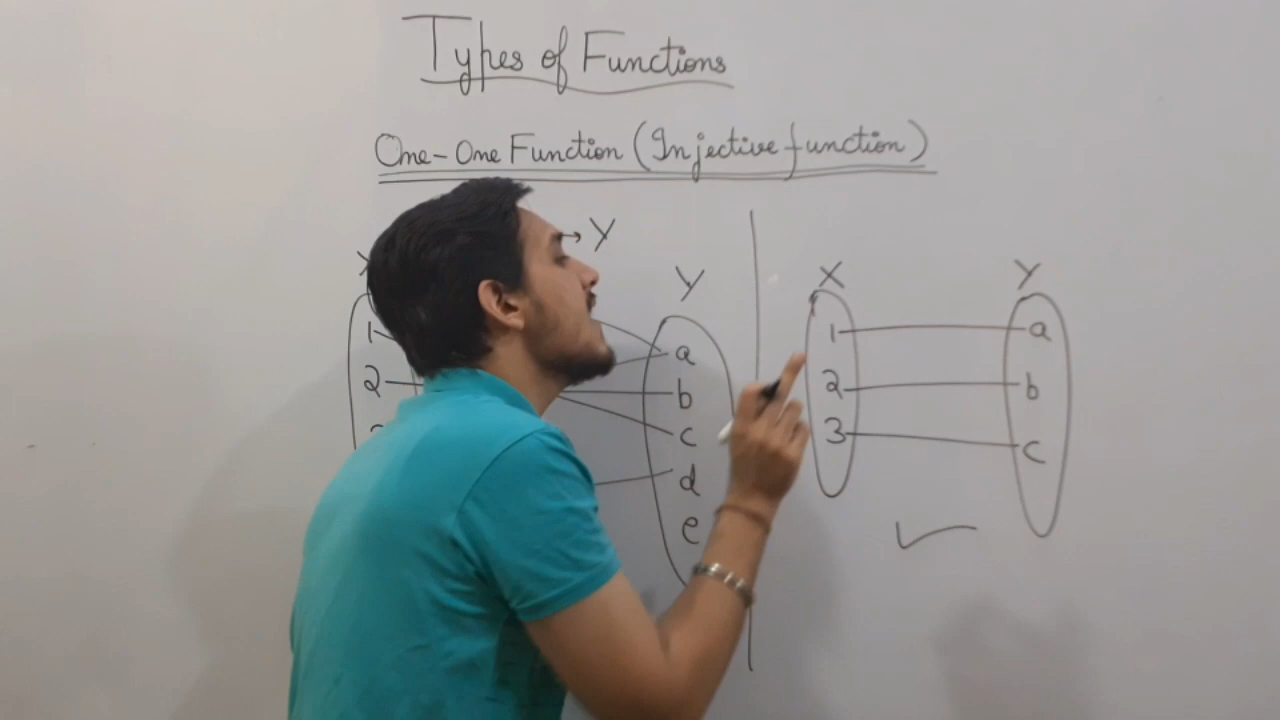 Types of Functions
One-One Function (Injective function)
→ Y
Y
1
2
a
b
c
d
e
X Y
1 a
2 b
3 c